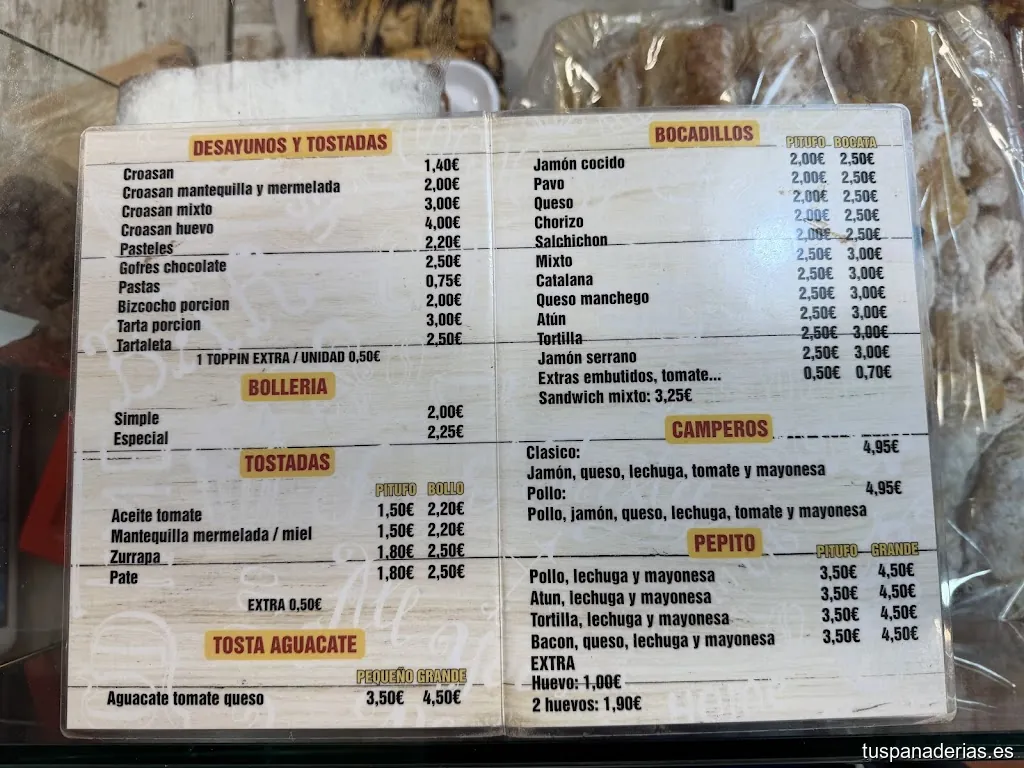 DESAYUNOS Y TOSTADAS
Croasan 1,40€
Croasan mantequilla y mermelada 2,00€
Croasan mixto 3,00€
Croasan huevo 4,00€
Pasteles 2,20€
Gofres chocolate 2,50€
Pastas 0,75€
Bizcocho porcion 2,00€
Tarta porcion 3,00€
Tartaleta 2,50€
1 TOPPIN EXTRA / UNIDAD 0,50€
BOLLERIA
Simple 2,00€
Especial 2,25€
TOSTADAS
PITUFO BOLLO
Aceite tomate 1,50€ 2,20€
Mantequilla mermelada / miel 1,50€ 2,20€
Zurrapa 1,80€ 2,50€
Pate 1,80€ 2,50€
EXTRA 0,50€
TOSTA AGUACATE
PEQUEÑO GRANDE
Aguacate tomate queso 3,50€ 4,50€
BOCADILLOS
PITUFO BOCATA
Jamón cocido 2,00€ 2,50€
Pavo 2,00€ 2,50€
Queso 2,00€ 2,50€
Chorizo 2,00€ 2,50€
Salchichon 2,00€ 2,50€
Mixto 2,50€ 3,00€
Catalana 2,50€ 3,00€
Queso manchego 2,50€ 3,00€
Atún 2,50€ 3,00€
Tortilla 2,50€ 3,00€
Jamón serrano 2,50€ 3,00€
Extras embutidos, tomate... 0,50€ 0,70€
Sandwich mixto: 3,25€
CAMPEROS
Clasico: 4,95€
Jamón, queso, lechuga, tomate y mayonesa
Pollo: 4,95€
Pollo, jamón, queso, lechuga, tomate y mayonesa
PEPITO
PITUFO GRANDE
Pollo, lechuga y mayonesa 3,50€ 4,50€
Atun, lechuga y mayonesa 3,50€ 4,50€
Tortilla, lechuga y mayonesa 3,50€ 4,50€
Bacon, queso, lechuga y mayonesa 3,50€ 4,50€
EXTRA
Huevo: 1,00€
2 huevos: 1,90€
tuspanaderias.es